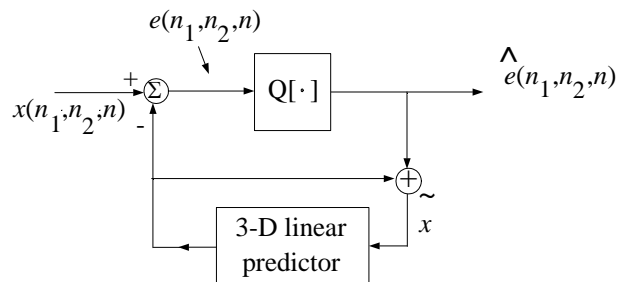 e(n₁,n₂,n)
^
e(n₁,n₂,n)
+
Σ
Q[·]
x(n₁,n₂,n)
-
+
~
x
3-D linear
predictor